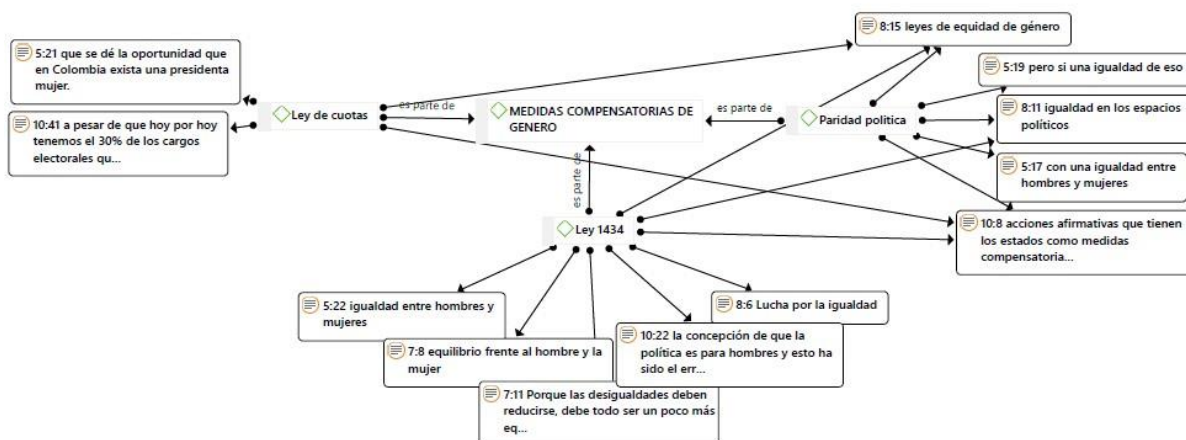 8:15 leyes de equidad de género
5:21 que se dé la oportunidad que
en Colombia exista una presidenta
mujer.
5:19 pero si una igualdad de eso
10:41 a pesar de que hoy por hoy
tenemos el 30% de los cargos
electorales qu...
Ley de cuotas
es parte de
MEDIDAS COMPENSATORIAS DE
GENERO
es parte de
Paridad politica
8:11 igualdad en los espacios
políticos
5:17 con una igualdad entre
hombres y mujeres
es parte de
Ley 1434
10:8 acciones afirmativas que tienen
los estados como medidas
compensatoria...
5:22 igualdad entre hombres y
mujeres
8:6 Lucha por la igualdad
7:8 equilibrio frente al hombre y la
mujer
10:22 la concepción de que la
política es para hombres y esto ha
sido el err...
7:11 Porque las desigualdades deben
reducirse, debe todo ser un poco más
eq...